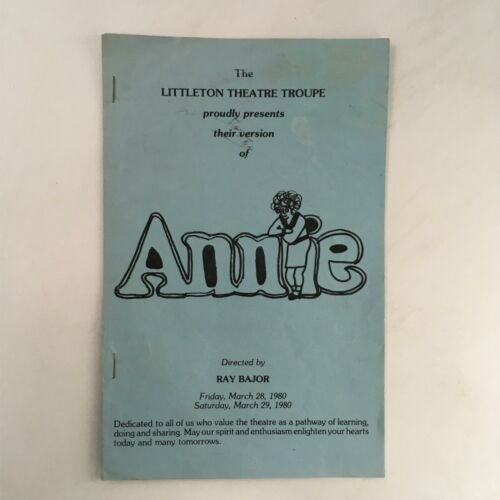 The
LITTLETON THEATRE TROUPE
proudly presents
their version
of
Annie
Directed by
RAY BAJOR
Friday, March 28, 1980
Saturday, March 29, 1980
Dedicated to all of us who value the theatre as a pathway of learning,
doing and sharing. May our spirit and enthusiasm enlighten your hearts
today and many tomorrows.